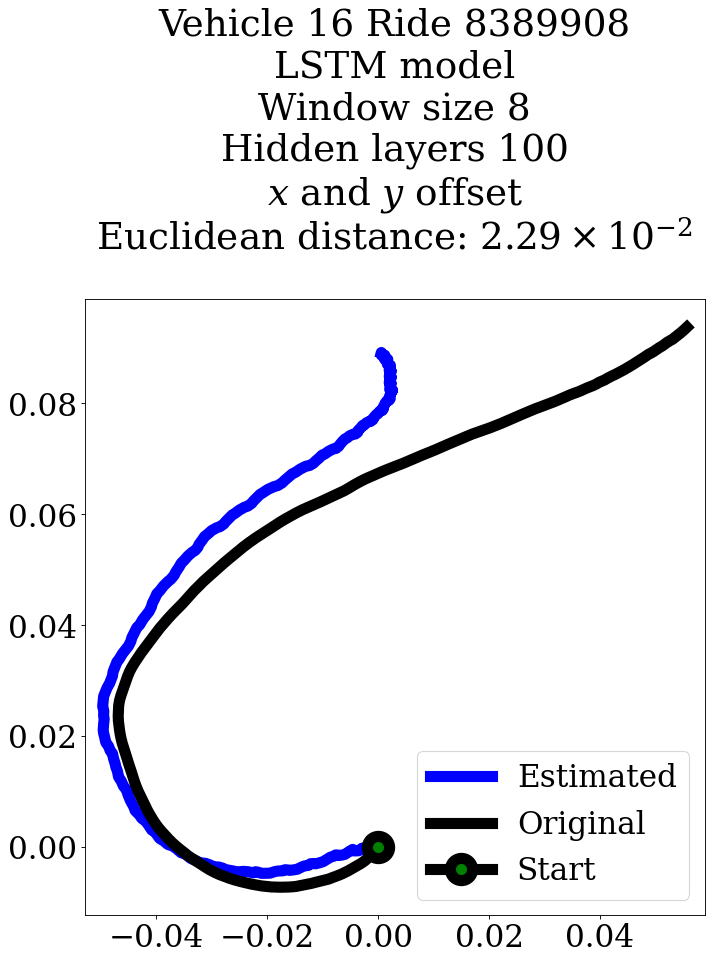 Vehicle 16 Ride 8389908
LSTM model
Window size 8
Hidden layers 100
x and y offset
Euclidean distance: 2.29 × 10⁻²
0.08
0.06
0.04
0.02
0.00
Estimated
Original
Start
−0.04 −0.02 0.00 0.02 0.04